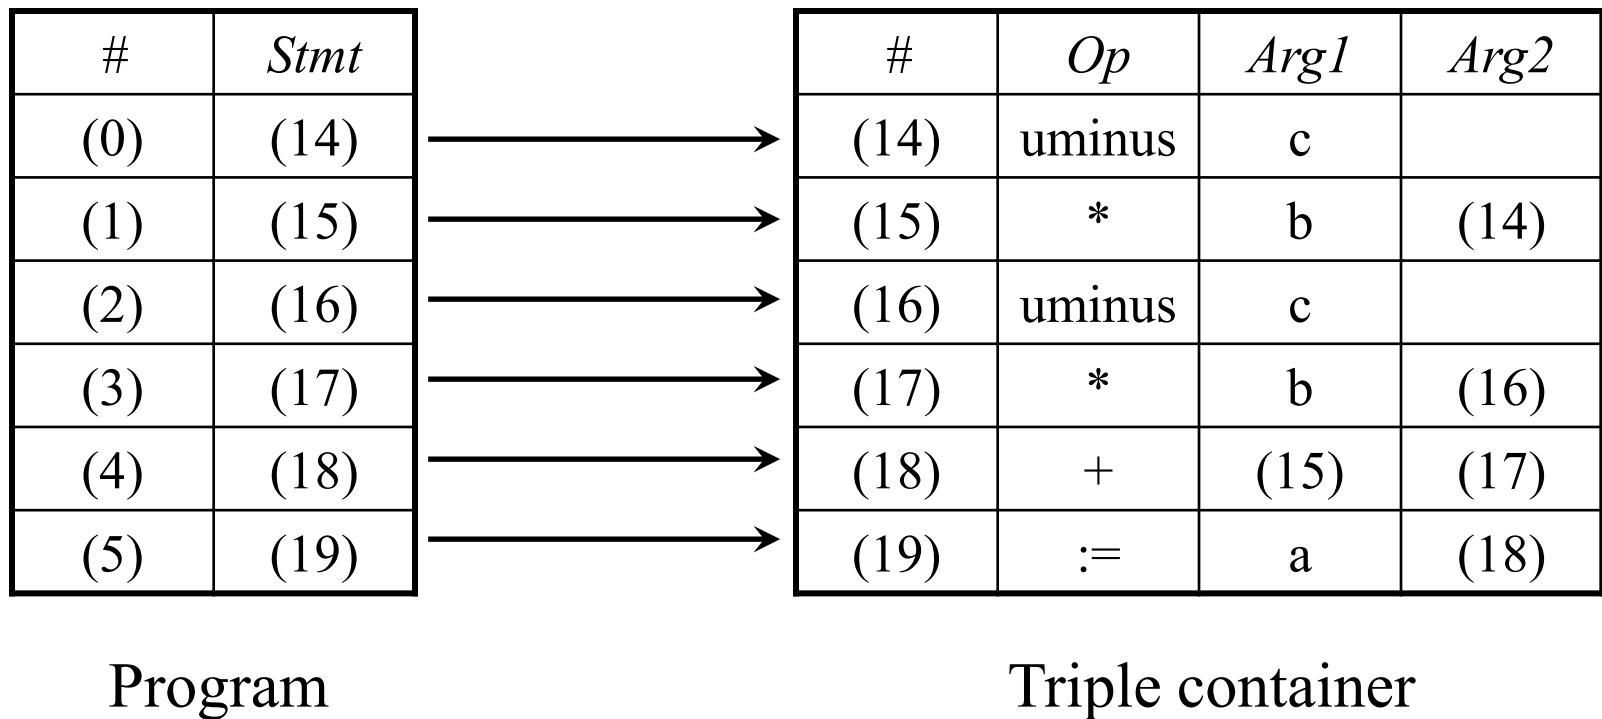 # Stmt # Op Arg1 Arg2
(0) (14) (14) uminus c
(1) (15) (15) * b (14)
(2) (16) (16) uminus c
(3) (17) (17) * b (16)
(4) (18) (18) + (15) (17)
(5) (19) (19) := a (18)
Program Triple container